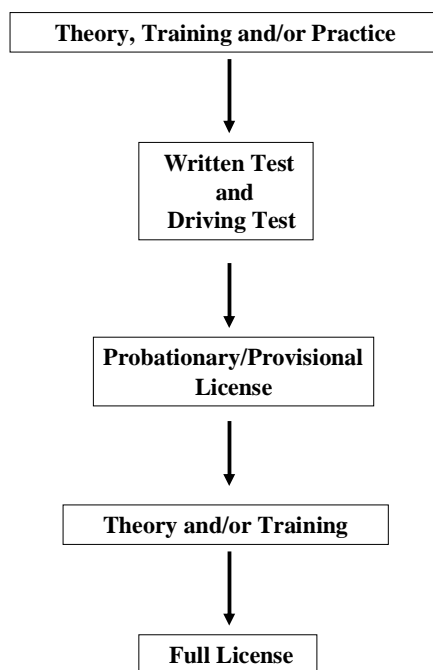 Theory, Training and/or Practice
Written Test
and
Driving Test
Probationary/Provisional
License
Theory and/or Training
Full License